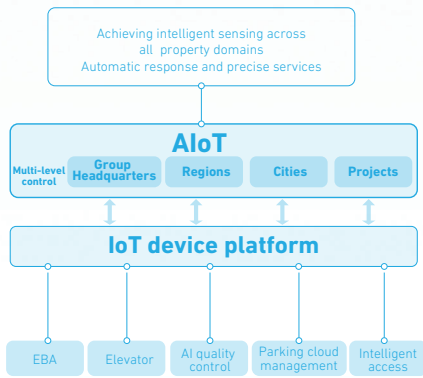 Achieving intelligent sensing across
all property domains
Automatic response and precise services
AIoT
Multi-level
control
Group
Headquarters
Regions
Cities
Projects
IoT device platform
EBA
Elevator
AI quality
control
Parking cloud
management
Intelligent
access